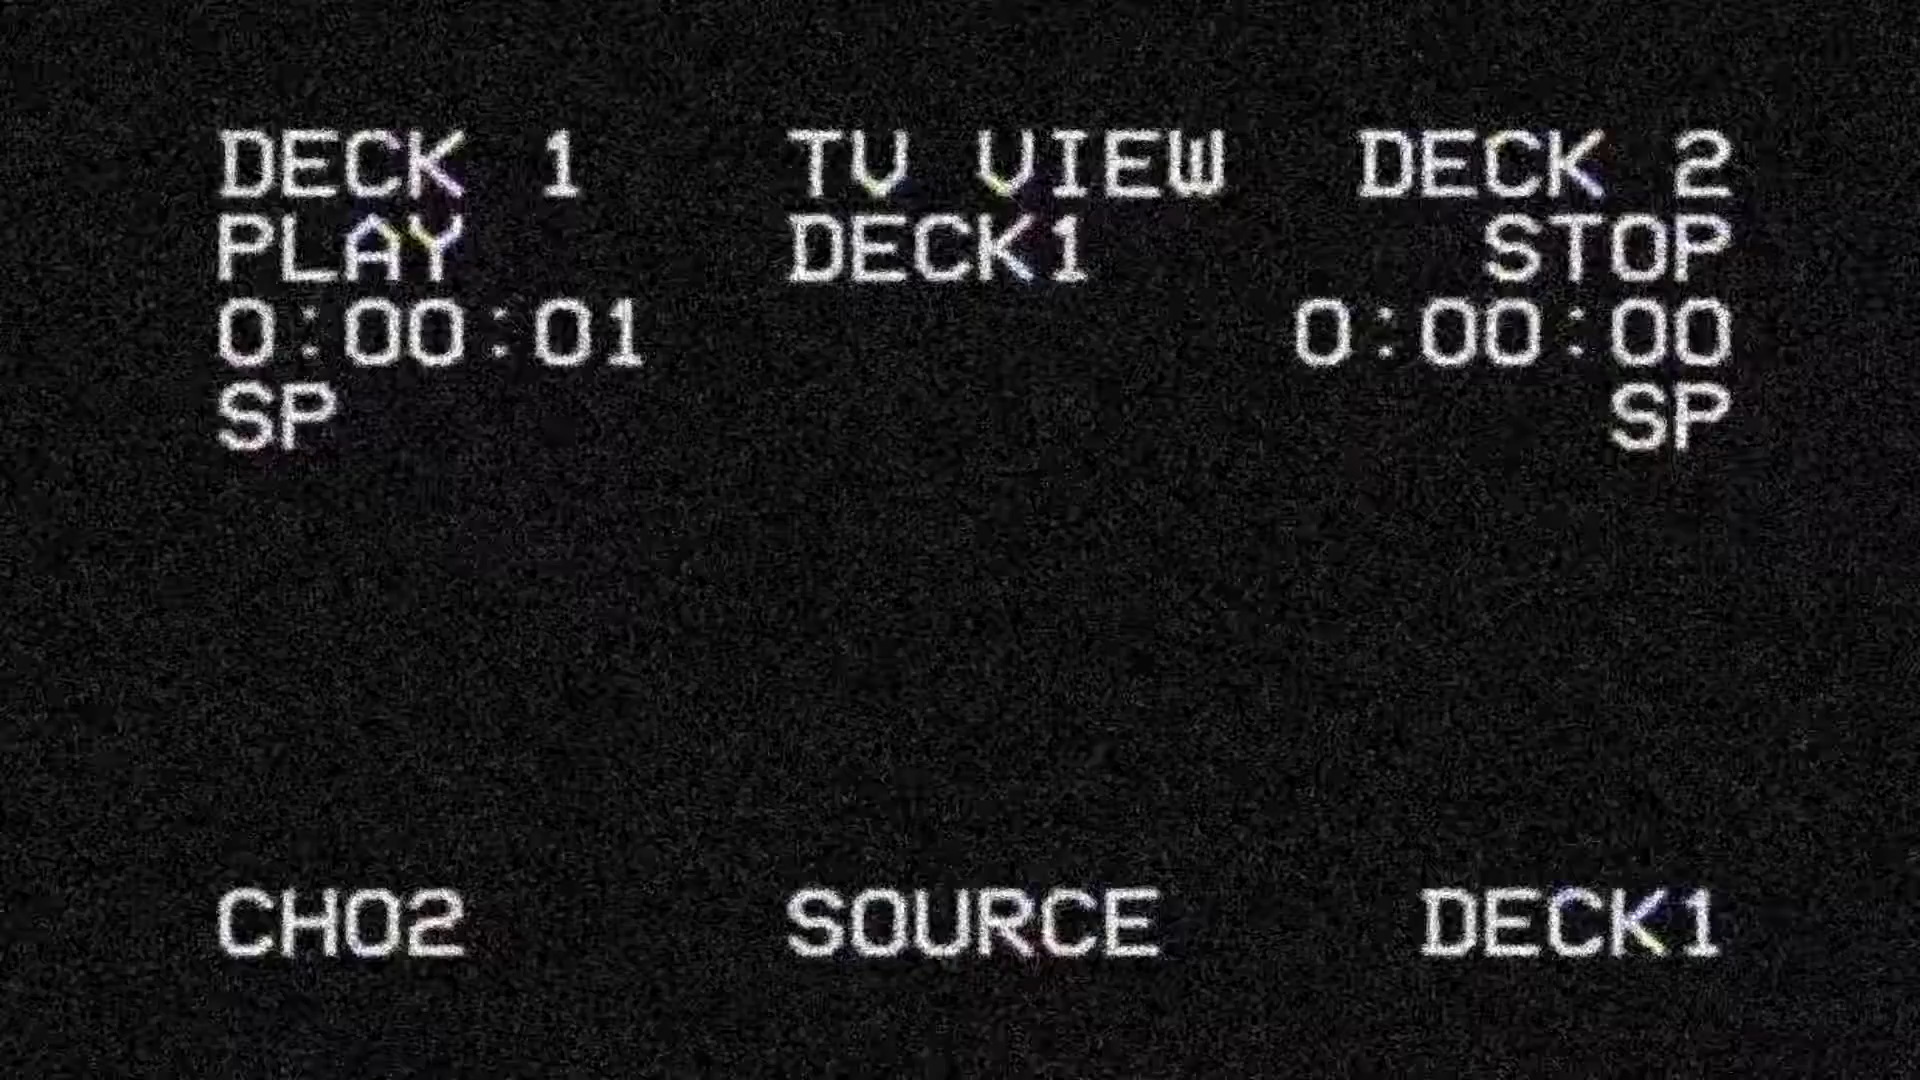 DECK 1 TV VIEW DECK 2
PLAY DECK1 STOP
0:00:01 0:00:00
SP SP
CH02 SOURCE DECK1